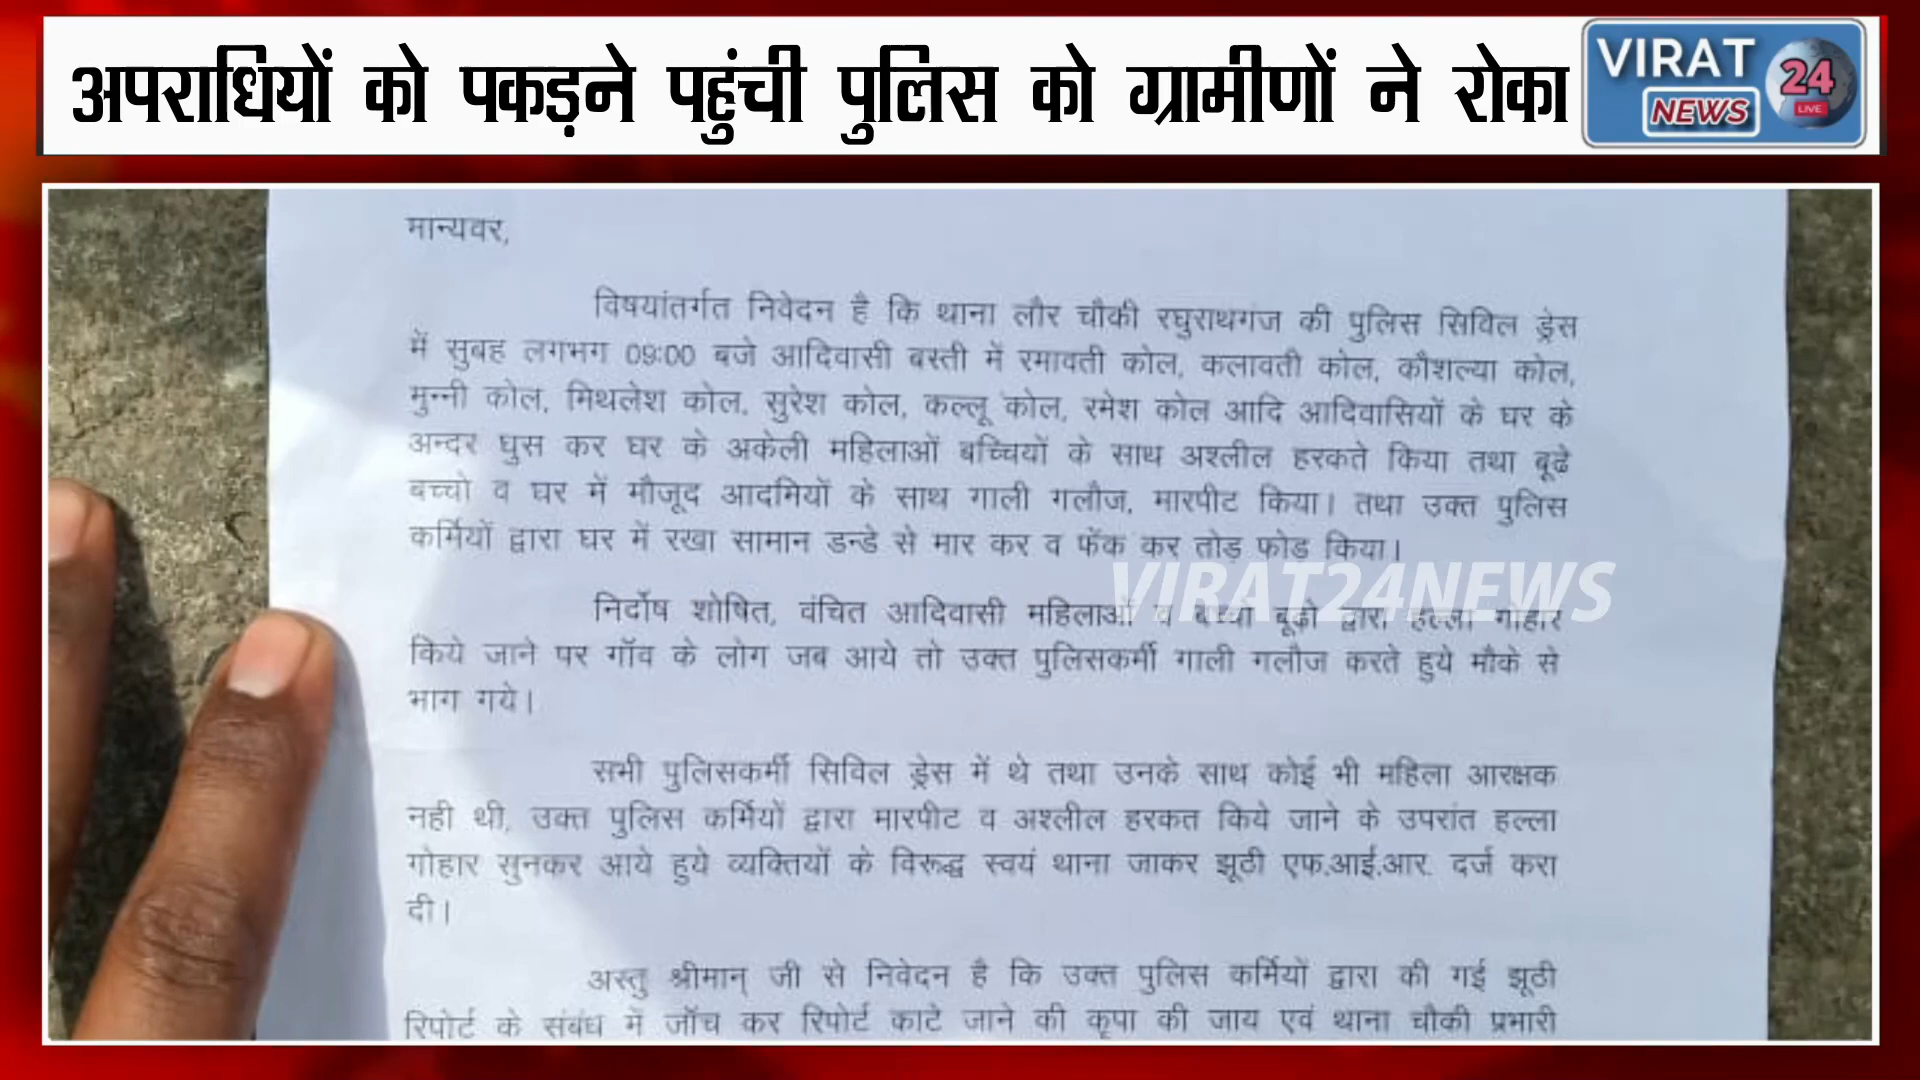 अपराधियों को पकड़ने पहुंची पुलिस को ग्रामीणों ने रोका
VIRAT
24
LIVE
NEWS
मान्यवर,
विषयांतर्गत निवेदन है कि थाना लौर चौकी रघुराथगंज की पुलिस सिविल ड्रेस
में सुबह लगभग 09:00 बजे आदिवासी बस्ती में रमावती कोल, कलावती कोल, कौशल्या कोल,
मुन्नी कोल, मिथलेश कोल, सुरेश कोल, कल्लू कोल, रमेश कोल आदि आदिवासियों के घर के
अन्दर घुस कर घर के अकेली महिलाओं बच्चियों के साथ अश्लील हरकते किया तथा बूढे
बच्चो व घर में मौजूद आदमियों के साथ गाली गलौज, मारपीट किया। तथा उक्त पुलिस
कर्मियों द्वारा घर में रखा सामान डन्डे से मार कर व फेंक कर तोड़ फोड किया।
VIRAT24NEWS
निर्दोष शोषित, वंचित आदिवासी महिलाओं व बच्चों बूढ़ो द्वारा हल्ला गोहार
किये जाने पर गॉव के लोग जब आये तो उक्त पुलिसकर्मी गाली गलौज करते हुये मौके से
भाग गये।
सभी पुलिसकर्मी सिविल ड्रेस में थे तथा उनके साथ कोई भी महिला आरक्षक
नही थी, उक्त पुलिस कर्मियों द्वारा मारपीट व अश्लील हरकत किये जाने के उपरांत हल्ला
गोहार सुनकर आये हुये व्यक्तियों के विरूद्ध स्वयं थाना जाकर झूठी एफ.आई.आर. दर्ज करा
दी।
अस्तु श्रीमान् जी से निवेदन है कि उक्त पुलिस कर्मियों द्वारा की गई झूठी
रिपोर्ट के संबंध में जॉच कर रिपोर्ट काटे जाने की कृपा की जाय एवं थाना चौकी प्रभारी